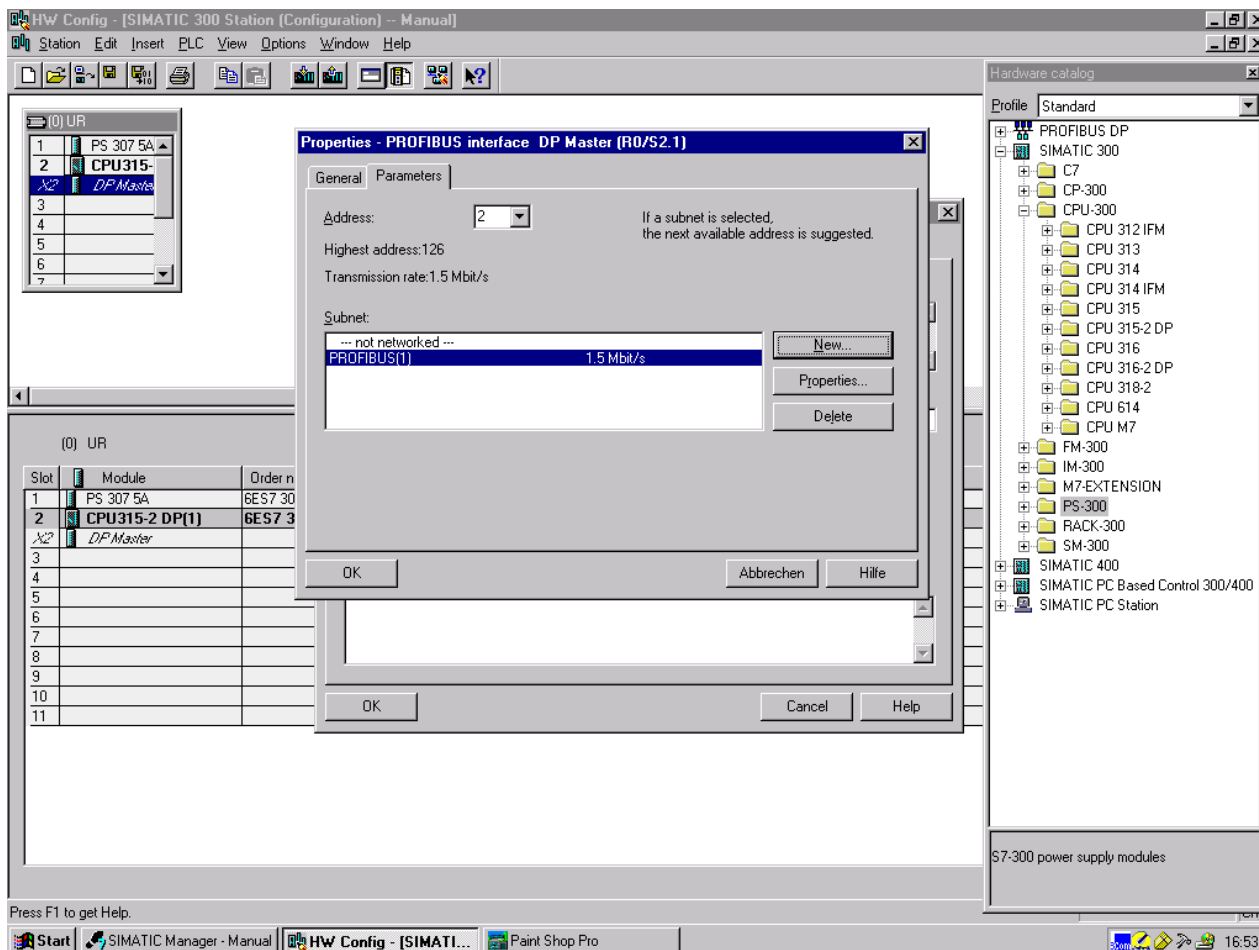 HW Config - [SIMATIC 300 Station (Configuration) -- Manual]
Station Edit Insert PLC View Options Window Help
(0) UR
1 PS 307 5A
2 CPU315-
X2 DP Master
3
4
5
6
7
Properties - PROFIBUS interface DP Master (R0/S2.1)
General Parameters
Address: 2
If a subnet is selected,
the next available address is suggested.
Highest address:126
Transmission rate:1.5 Mbit/s
Subnet:
--- not networked ---
PROFIBUS(1) 1.5 Mbit/s
New...
Properties...
Delete
OK Abbrechen Hilfe
OK Cancel Help
(0) UR
Slot Module Order n
1 PS 307 5A 6ES7 30
2 CPU315-2 DP(1) 6ES7 3
X2 DP Master
3
4
5
6
7
8
9
10
11
Hardware catalog
Profile Standard
PROFIBUS DP
SIMATIC 300
C7
CP-300
CPU-300
CPU 312 IFM
CPU 313
CPU 314
CPU 314 IFM
CPU 315
CPU 315-2 DP
CPU 316
CPU 316-2 DP
CPU 318-2
CPU 614
CPU M7
FM-300
IM-300
M7-EXTENSION
PS-300
RACK-300
SM-300
SIMATIC 400
SIMATIC PC Based Control 300/400
SIMATIC PC Station
S7-300 power supply modules
Press F1 to get Help.
Start SIMATIC Manager - Manual HW Config - [SIMATI... Paint Shop Pro 16:53